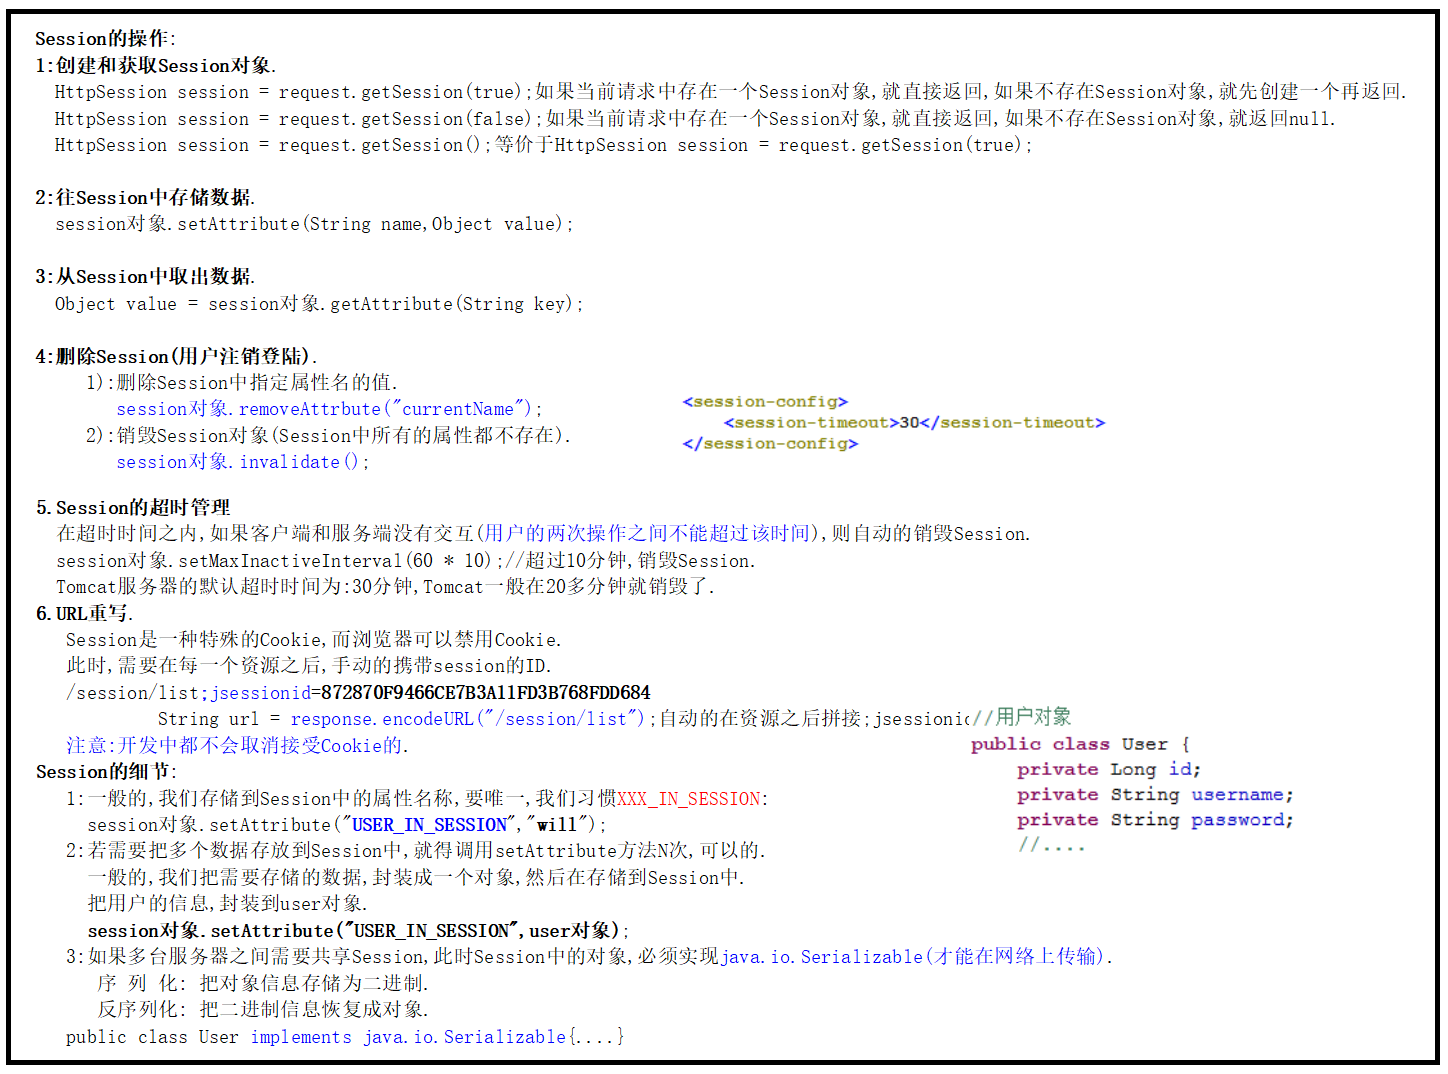 Session的操作:
1:创建和获取Session对象.
HttpSession session = request.getSession(true);如果当前请求中存在一个Session对象,就直接返回,如果不存在Session对象,就先创建一个再返回.
HttpSession session = request.getSession(false);如果当前请求中存在一个Session对象,就直接返回,如果不存在Session对象,就返回null.
HttpSession session = request.getSession();等价于HttpSession session = request.getSession(true);
2:往Session中存储数据.
session对象.setAttribute(String name,Object value);
3:从Session中取出数据.
Object value = session对象.getAttribute(String key);
4:删除Session(用户注销登陆).
1):删除Session中指定属性名的值.
session对象.removeAttrbute("currentName");
2):销毁Session对象(Session中所有的属性都不存在).
session对象.invalidate();
<session-config>
<session-timeout>30</session-timeout>
</session-config>
5.Session的超时管理
在超时时间之内,如果客户端和服务端没有交互(用户的两次操作之间不能超过该时间),则自动的销毁Session.
session对象.setMaxInactiveInterval(60 * 10);//超过10分钟,销毁Session.
Tomcat服务器的默认超时时间为:30分钟,Tomcat一般在20多分钟就销毁了.
6.URL重写.
Session是一种特殊的Cookie,而浏览器可以禁用Cookie.
此时,需要在每一个资源之后,手动的携带session的ID.
/session/list;jsessionid=872870F9466CE7B3A11FD3B768FDD684
String url = response.encodeURL("/session/list");自动的在资源之后拼接;jsessionic
注意:开发中都不会取消接受Cookie的.
//用户对象
public class User {
private Long id;
private String username;
private String password;
//....
Session的细节:
1:一般的,我们存储到Session中的属性名称,要唯一,我们习惯XXX_IN_SESSION:
session对象.setAttribute("USER_IN_SESSION","will");
2:若需要把多个数据存放到Session中,就得调用setAttribute方法N次,可以的.
一般的,我们把需要存储的数据,封装成一个对象,然后在存储到Session中.
把用户的信息,封装到user对象.
session对象.setAttribute("USER_IN_SESSION",user对象);
3:如果多台服务器之间需要共享Session,此时Session中的对象,必须实现java.io.Serializable(才能在网络上传输).
序 列 化: 把对象信息存储为二进制.
反序列化: 把二进制信息恢复成对象.
public class User implements java.io.Serializable{....}